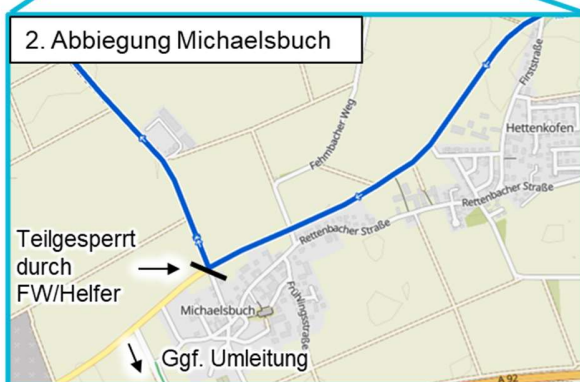 2. Abbiegung Michaelsbuch
Firststraße
Fehmbacher Weg
Hettenkofen
Rettenbacher Straße
Rettenbacher Straße
Teilgesperrt
durch
FW/Helfer
Michaelsbuch
Frühlingsstraße
Ggf. Umleitung
A 92